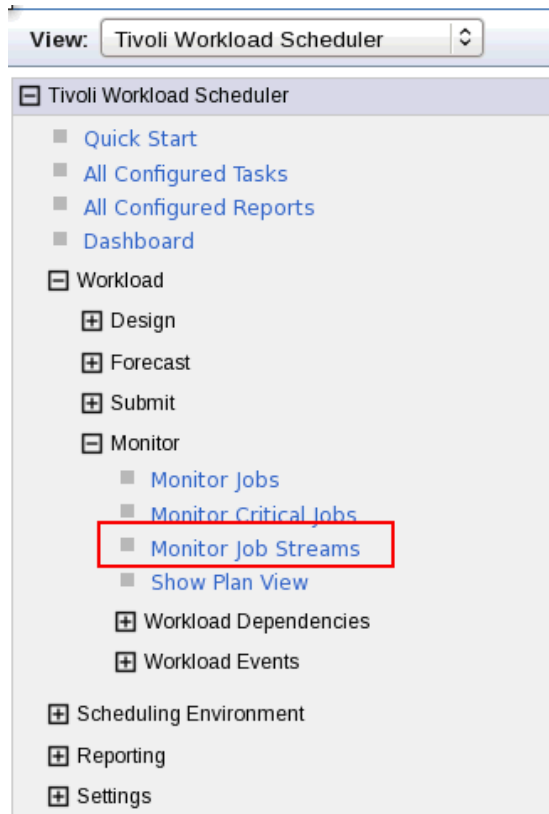 View: Tivoli Workload Scheduler
Tivoli Workload Scheduler
Quick Start
All Configured Tasks
All Configured Reports
Dashboard
Workload
Design
Forecast
Submit
Monitor
Monitor Jobs
Monitor Critical Jobs
Monitor Job Streams
Show Plan View
Workload Dependencies
Workload Events
Scheduling Environment
Reporting
Settings